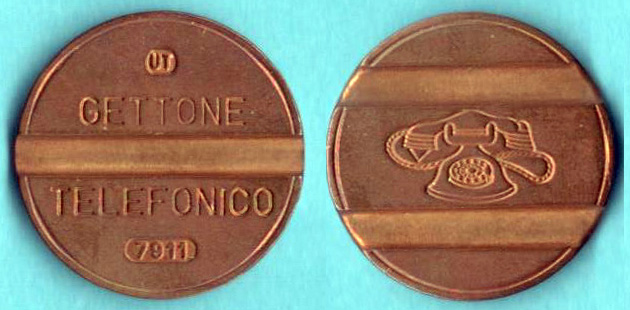 UT
GETTONE
TELEFONICO
7911